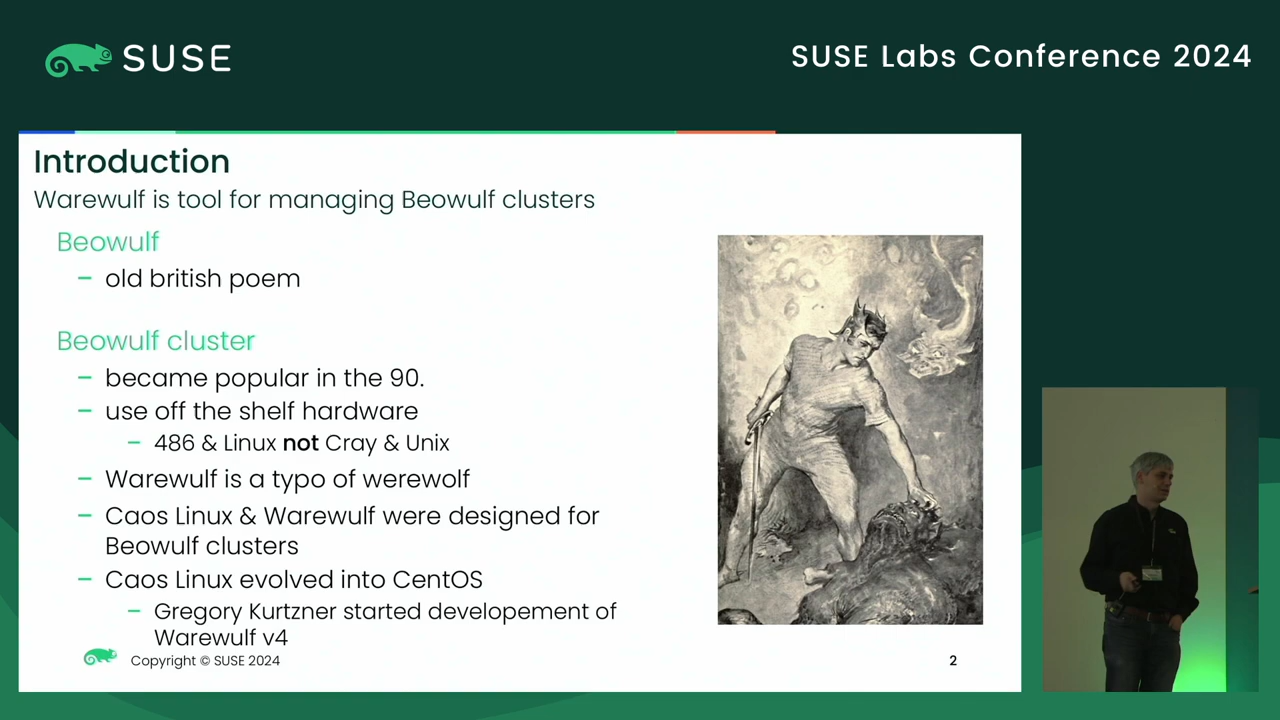 SUSE
SUSE Labs Conference 2024
Introduction
Warewulf is tool for managing Beowulf clusters
Beowulf
– old british poem
Beowulf cluster
– became popular in the 90.
– use off the shelf hardware
– 486 & Linux not Cray & Unix
– Warewulf is a typo of werewolf
– Caos Linux & Warewulf were designed for
Beowulf clusters
– Caos Linux evolved into CentOS
– Gregory Kurtzner started developement of
Warewulf v4
Copyright © SUSE 2024
2